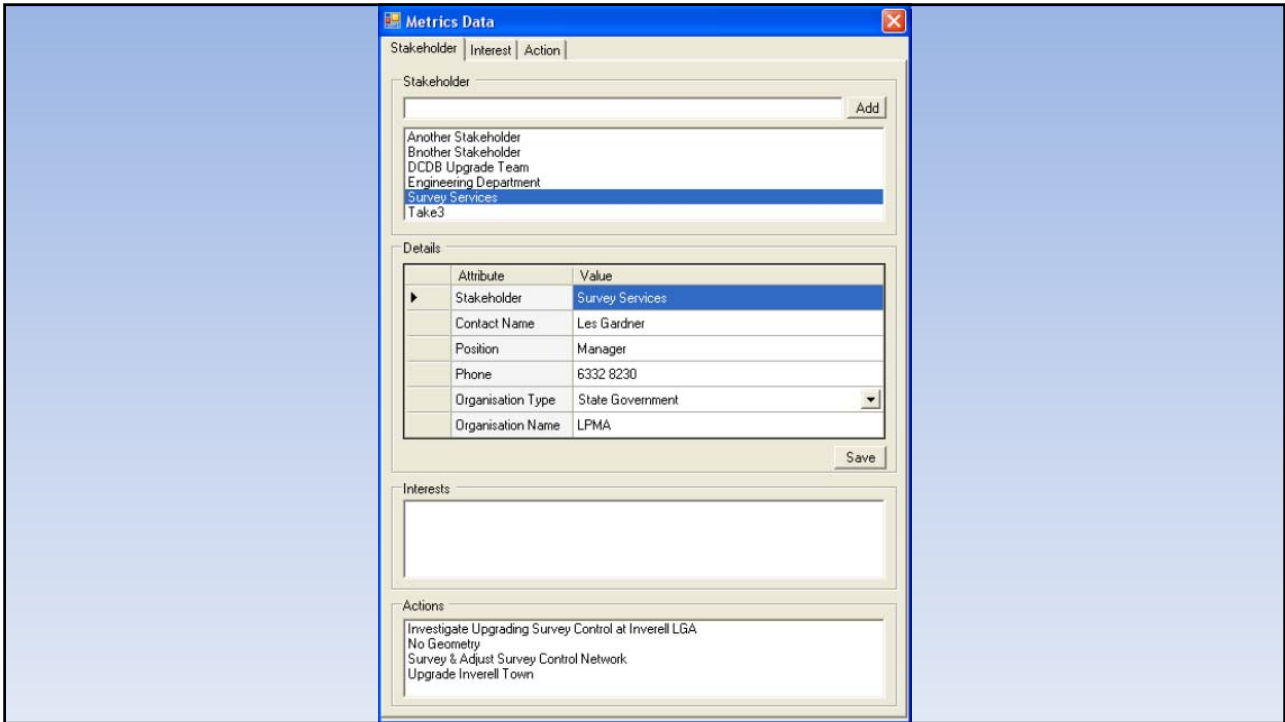 Metrics Data
Stakeholder Interest Action
Stakeholder
Add
Another Stakeholder
Bnother Stakeholder
DCDB Upgrade Team
Engineering Department
Survey Services
Take3
Details
Attribute Value
Stakeholder Survey Services
Contact Name Les Gardner
Position Manager
Phone 6332 8230
Organisation Type State Government
Organisation Name LPMA
Save
Interests
Actions
Investigate Upgrading Survey Control at Inverell LGA
No Geometry
Survey & Adjust Survey Control Network
Upgrade Inverell Town